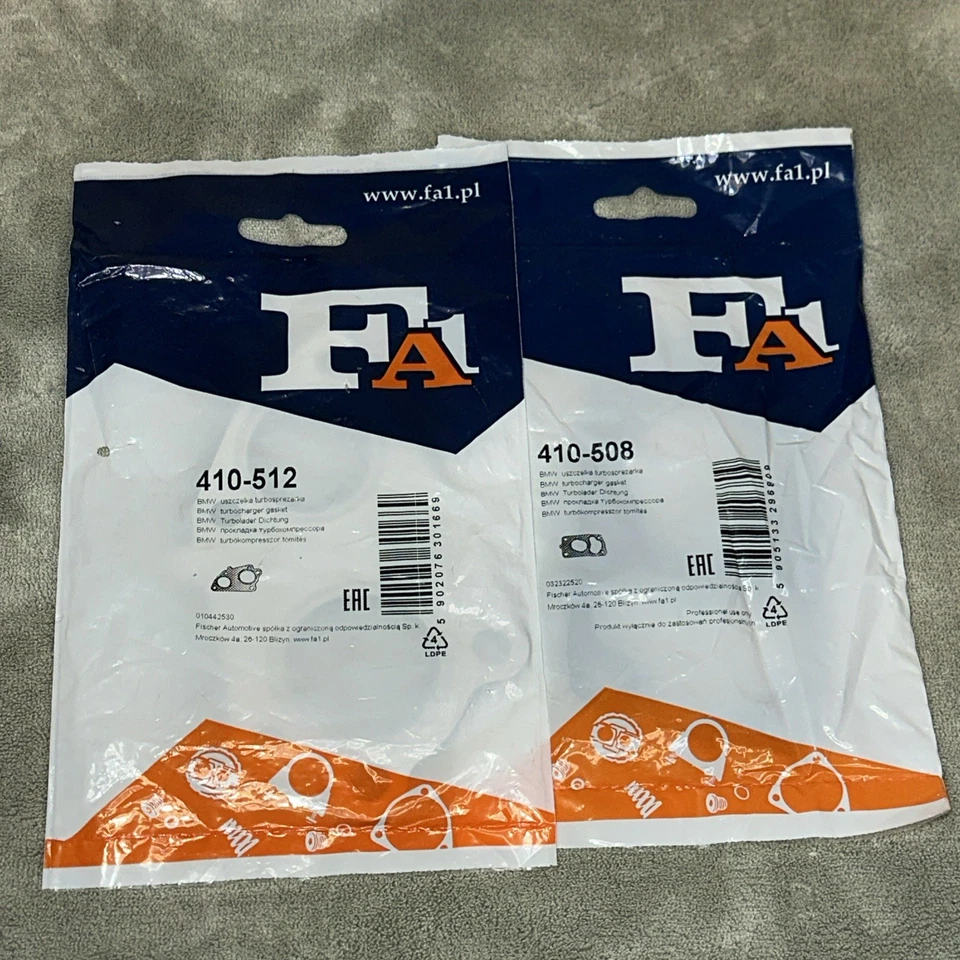 www.fa1.pl
FA1
410-512
BMW uszczelka turbosprężarka
BMW turbocharger gasket
BMW Turbolader Dichtung
BMW прокладка турбокомпрессора
BMW turbókompresszor tömítés
EAC
5 902076 301669
010442530
Fischer Automotive spółka z ograniczoną odpowiedzialnością Sp. k.
Mroczków 4a, 26-120 Bliżyn, www.fa1.pl
4
LDPE
www.fa1.pl
FA1
410-508
BMW uszczelka turbosprężarka
BMW turbocharger gasket
BMW Turbolader Dichtung
BMW прокладка турбокомпрессора
BMW turbókompresszor tömítés
EAC
5 905133 296909
032322520
Fischer Automotive spółka z ograniczoną odpowiedzialnością Sp. k.
Mroczków 4a, 26-120 Bliżyn, www.fa1.pl
Professional use only
Produkt wyłącznie do zastosowań profesjonalnych
4
LDPE